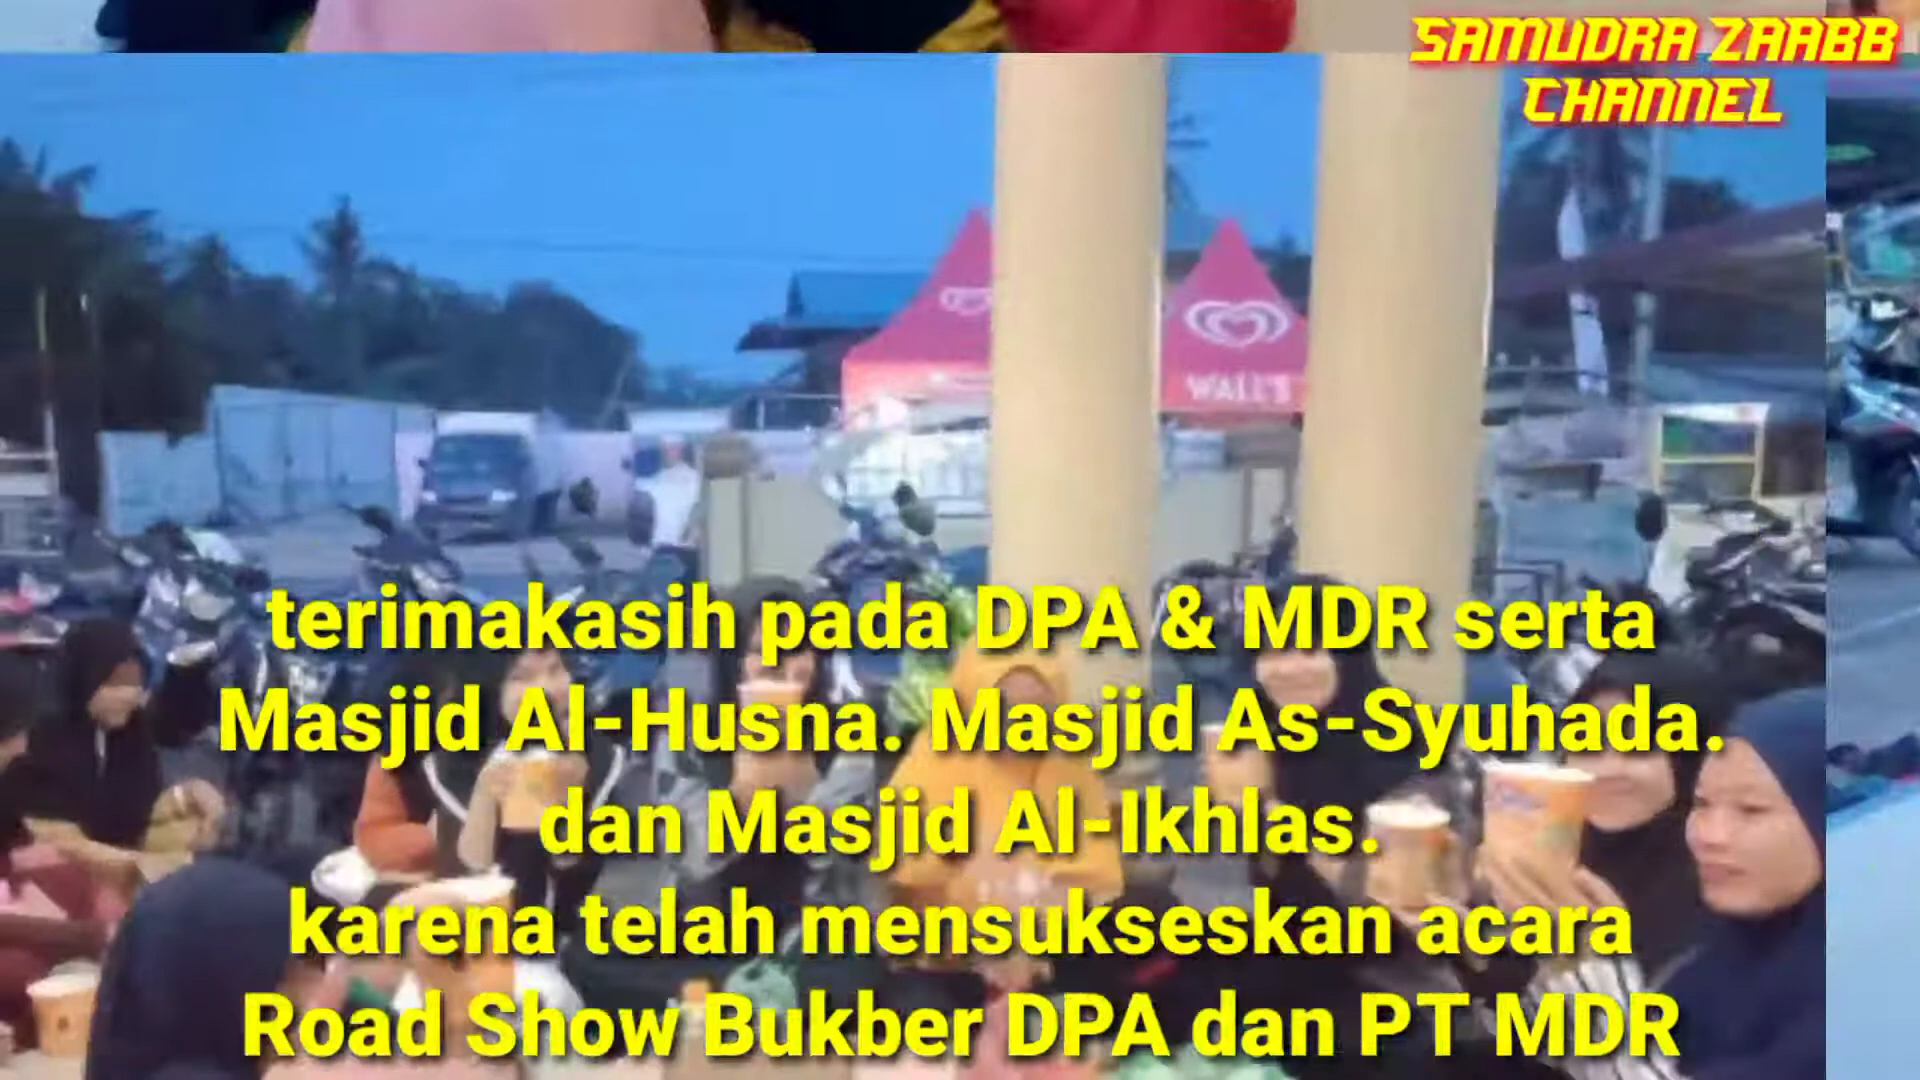 SAMUDRA ZAABB
CHANNEL
WALL'S
terimakasih pada DPA & MDR serta
Masjid Al-Husna. Masjid As-Syuhada.
dan Masjid Al-Ikhlas.
karena telah mensukseskan acara
Road Show Bukber DPA dan PT MDR